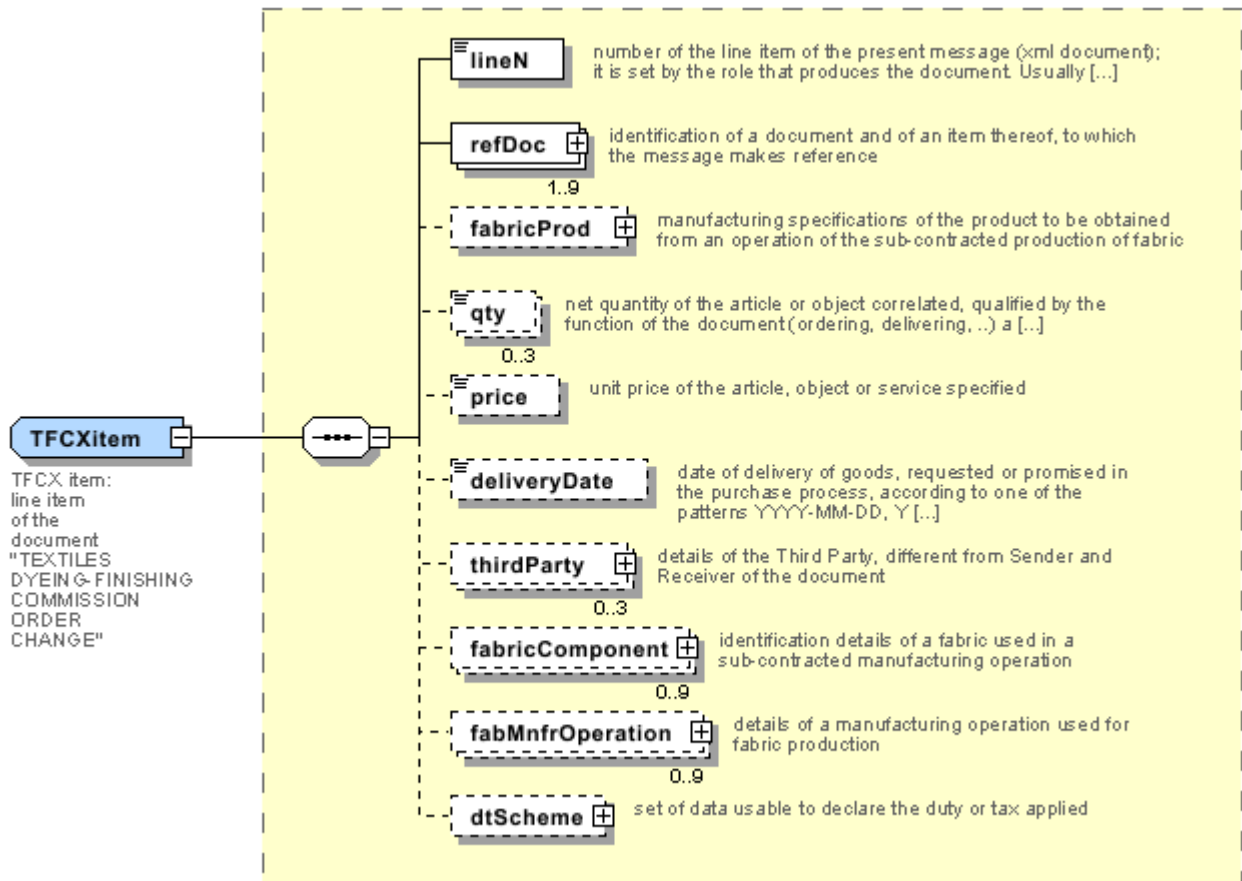 lineN
number of the line item of the present message (xml document);
it is set by the role that produces the document. Usually [...]
refDoc
identification of a document and of an item thereof, to which
the message makes reference
1..9
fabricProd
manufacturing specifications of the product to be obtained
from an operation of the sub-contracted production of fabric
qty
net quantity of the article or object correlated, qualified by the
function of the document (ordering, delivering, ..) a [...]
0..3
price
unit price of the article, object or service specified
TFCXitem
TFCX item:
line item
of the
document
"TEXTILES
DYEING-FINISHING
COMMISSION
ORDER
CHANGE"
deliveryDate
date of delivery of goods, requested or promised in
the purchase process, according to one of the
patterns YYYY-MM-DD, Y [...]
thirdParty
details of the Third Party, different from Sender and
Receiver of the document
0..3
fabricComponent
identification details of a fabric used in a
sub-contracted manufacturing operation
0..9
fabMnfrOperation
details of a manufacturing operation used for
fabric production
0..9
dtScheme
set of data usable to declare the duty or tax applied